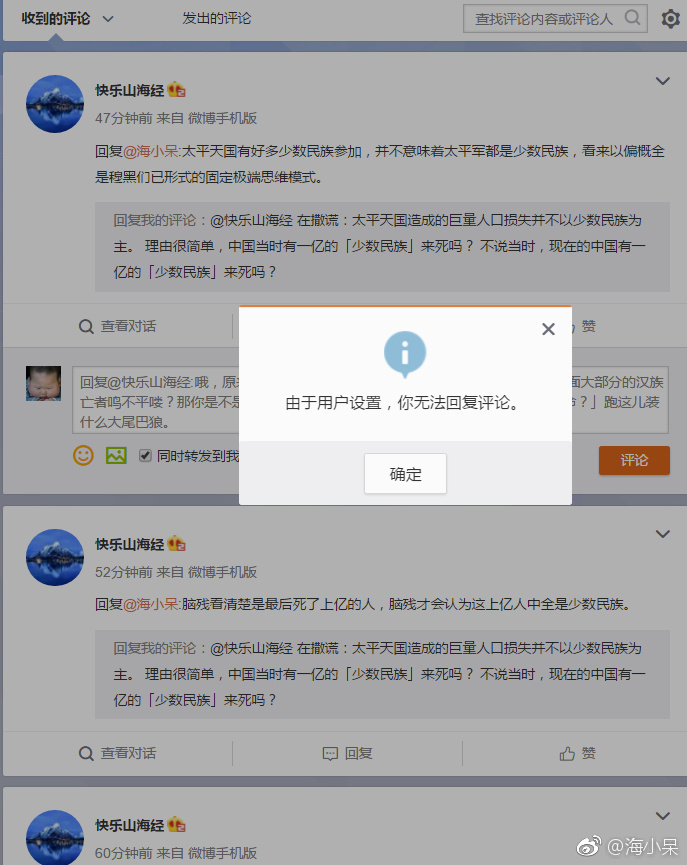 收到的评论
发出的评论
查找评论内容或评论人
快乐山海经
47分钟前 来自 微博手机版
回复@海小呆:太平天国有好多少数民族参加，并不意味着太平军都是少数民族，看来以偏概全
是穆黑们已形式的固定极端思维模式。
回复我的评论：@快乐山海经 在撒谎：太平天国造成的巨量人口损失并不以少数民族为
主。 理由很简单，中国当时有一亿的「少数民族」来死吗？ 不说当时，现在的中国有一
亿的「少数民族」来死吗？
查看对话
赞
由于用户设置，你无法回复评论。
确定
回复@快乐山海经:哦，原
面大部分的汉族
亡者鸣不平喽？那你是不是
？」跑这儿装
什么大尾巴狼。
同时转发到我
评论
快乐山海经
52分钟前 来自 微博手机版
回复@海小呆:脑残看清楚是最后死了上亿的人，脑残才会认为这上亿人中全是少数民族。
回复我的评论：@快乐山海经 在撒谎：太平天国造成的巨量人口损失并不以少数民族为
主。 理由很简单，中国当时有一亿的「少数民族」来死吗？ 不说当时，现在的中国有一
亿的「少数民族」来死吗？
查看对话
回复
赞
快乐山海经
60分钟前 来自 微博手机版
@海小呆